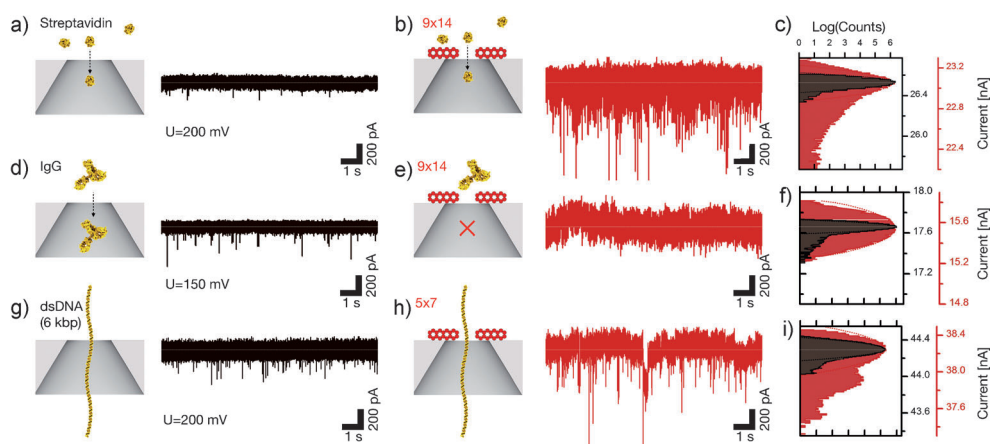 a) Streptavidin
U=200 mV
1 s
200 pA
b) 9x14
1 s
200 pA
c) Log(Counts)
0 1 2 3 4 5 6
26.4
26.0
23.2
22.8
22.4
Current [nA]
d) IgG
U=150 mV
1 s
200 pA
e) 9x14
1 s
200 pA
f)
18.0
17.6
17.2
15.6
15.2
14.8
Current [nA]
g) dsDNA
(6 kbp)
U=200 mV
1 s
200 pA
h) 5x7
1 s
200 pA
i)
44.4
44.0
43.6
38.4
38.0
37.6
Current [nA]